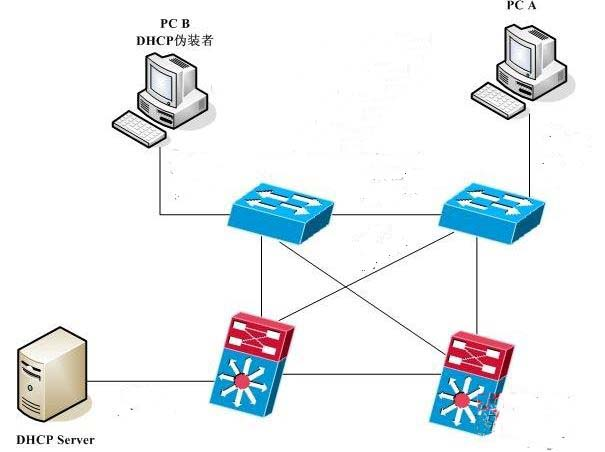 PC B
DHCP伪装者
PC A
DHCP Server